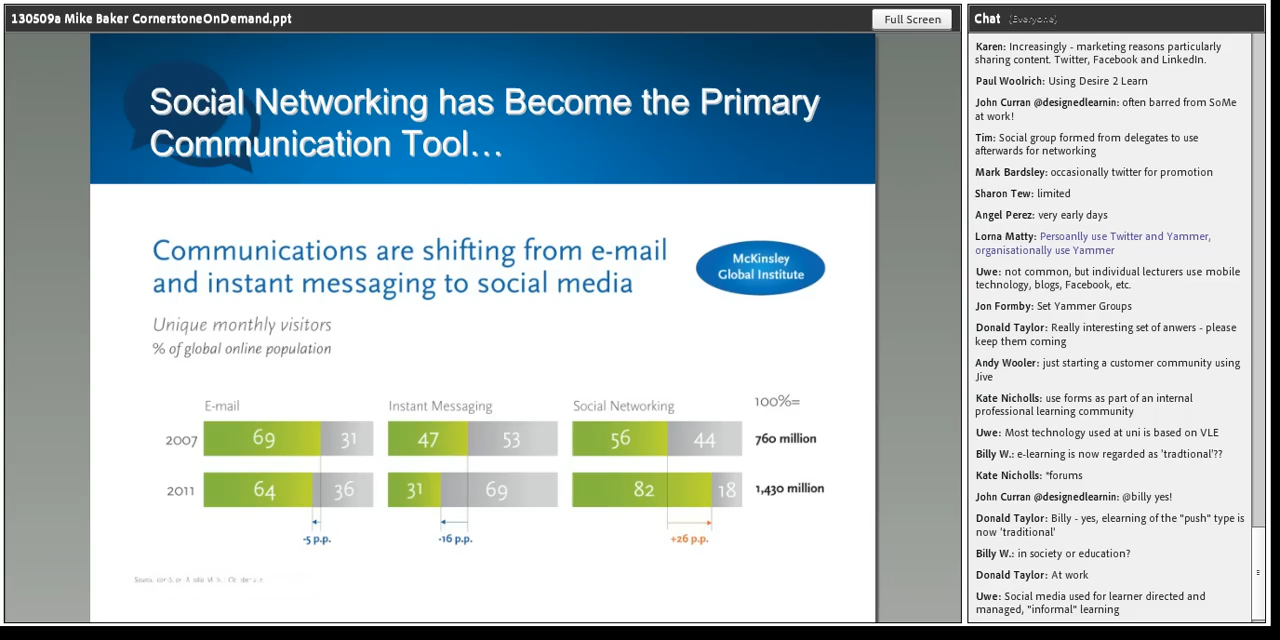 130509a Mike Baker CornerstoneOnDemand.ppt
Full Screen
Social Networking has Become the Primary
Communication Tool...
Communications are shifting from e-mail
and instant messaging to social media
McKinsley
Global Institute
Unique monthly visitors
% of global online population
E-mail
Instant Messaging
Social Networking
100%=
2007
69
31
47
53
56
44
760 million
2011
64
36
31
69
82
18
1,430 million
-5 p.p.
-16 p.p.
+26 p.p.
Chat (Everyone)
Karen: Increasingly - marketing reasons particularly
sharing content. Twitter, Facebook and LinkedIn.
Paul Woolrich: Using Desire 2 Learn
John Curran @designedlearnin: often barred from SoMe
at work!
Tim: Social group formed from delegates to use
afterwards for networking
Mark Bardsley: occasionally twitter for promotion
Sharon Tew: limited
Angel Perez: very early days
Lorna Matty: Persoanlly use Twitter and Yammer,
organisationally use Yammer
Uwe: not common, but individual lecturers use mobile
technology, blogs, Facebook, etc.
Jon Formby: Set Yammer Groups
Donald Taylor: Really interesting set of anwers - please
keep them coming
Andy Wooler: just starting a customer community using
Jive
Kate Nicholls: use forms as part of an internal
professional learning community
Uwe: Most technology used at uni is based on VLE
Billy W.: e-learning is now regarded as 'tradtional'??
Kate Nicholls: *forums
John Curran @designedlearnin: @billy yes!
Donald Taylor: Billy - yes, elearning of the "push" type is
now 'traditional'
Billy W.: in society or education?
Donald Taylor: At work
Uwe: Social media used for learner directed and
managed, "informal" learning